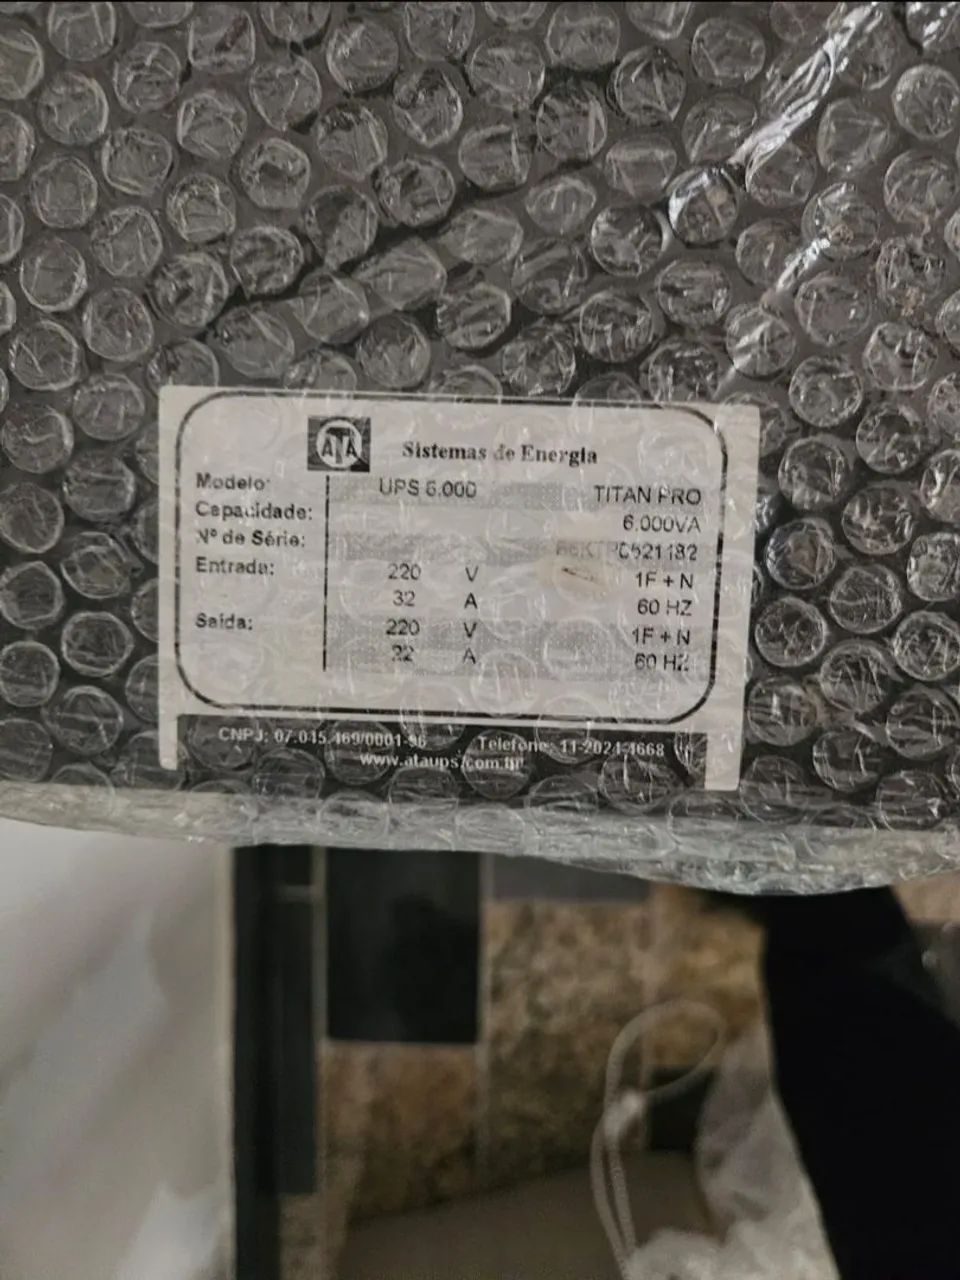 ATA Sistemas de Energia
Modelo: UPS 6.000 TITAN PRO
Capacidade: 6.000VA
Nº de Série:
Entrada: 220 V 1F + N
32 A 60 HZ
Saída: 220 V 1F + N
22 A 60 HZ
CNPJ: 07.015.469/0001-96 Telefone: 11-2021-4668
www.ataups.com.br